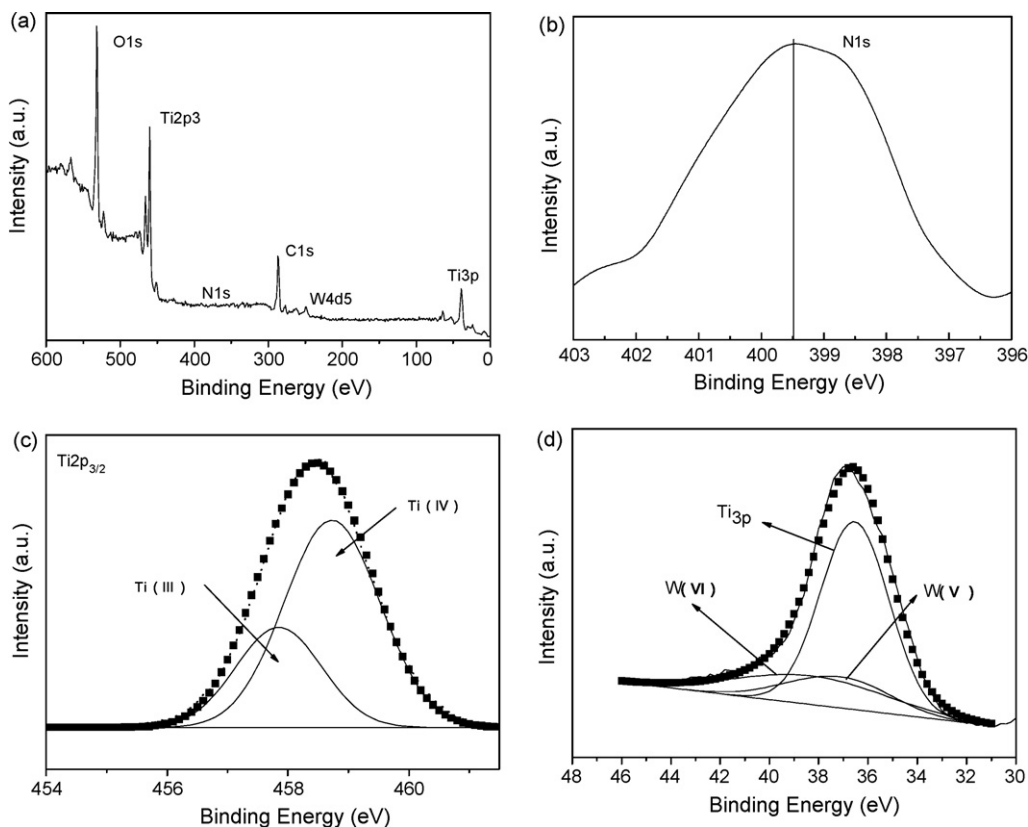 (a)
O1s
Ti2p3
N1s
C1s
W4d5
Ti3p
Intensity (a.u.)
600 500 400 300 200 100 0
Binding Energy (eV)
(b)
N1s
Intensity (a.u.)
403 402 401 400 399 398 397 396
Binding Energy (eV)
(c)
Ti2p3/2
Ti (IV)
Ti (III)
Intensity (a.u.)
454 456 458 460
Binding Energy (eV)
(d)
Ti3p
W(VI)
W(V)
Intensity (a.u.)
48 46 44 42 40 39 37 36 34 32 30
Binding Energy (eV)